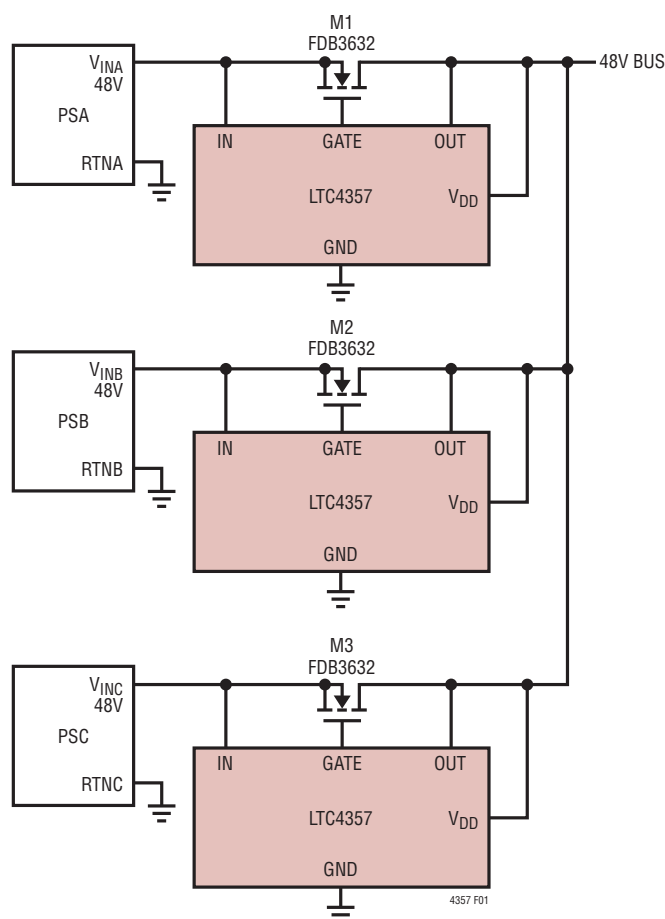 M1
FDB3632
V_INA
48V
PSA
RTNA
48V BUS
IN
GATE
OUT
LTC4357
V_DD
GND
M2
FDB3632
V_INB
48V
PSB
RTNB
IN
GATE
OUT
LTC4357
V_DD
GND
M3
FDB3632
V_INC
48V
PSC
RTNC
IN
GATE
OUT
LTC4357
V_DD
GND
4357 F01